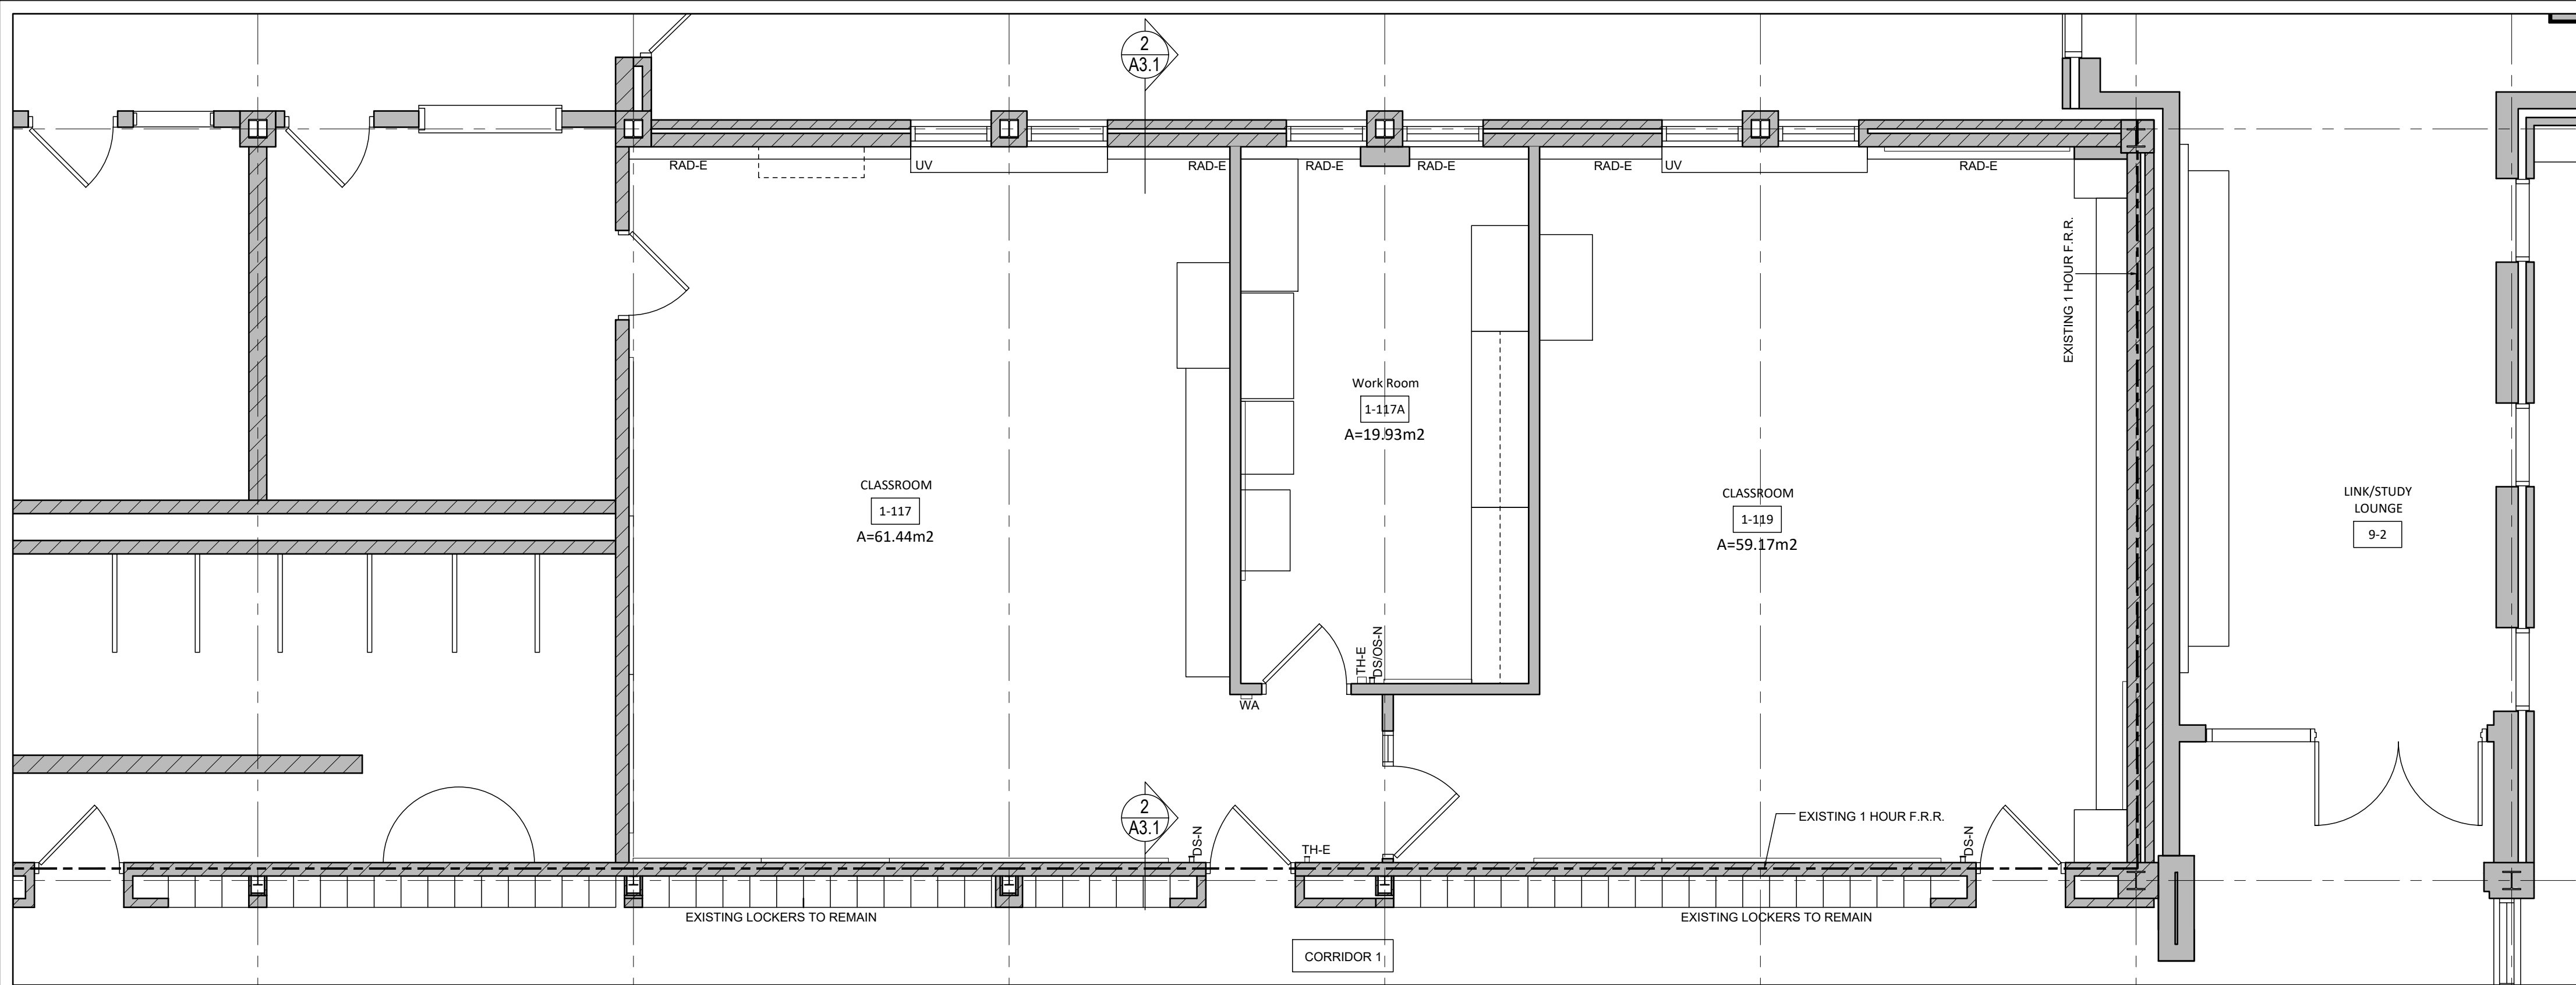 2
A3.1
RAD-E
UV
RAD-E
RAD-E
RAD-E
RAD-E
UV
RAD-E
EXISTING 1 HOUR F.R.R.
Work Room
1-117A
A=19.93m2
CLASSROOM
1-117
A=61.44m2
CLASSROOM
1-119
A=59.17m2
LINK/STUDY
LOUNGE
9-2
TH-E
DS/OS-N
WA
2
A3.1
DS-N
TH-E
EXISTING 1 HOUR F.R.R.
DS-N
EXISTING LOCKERS TO REMAIN
EXISTING LOCKERS TO REMAIN
CORRIDOR 1